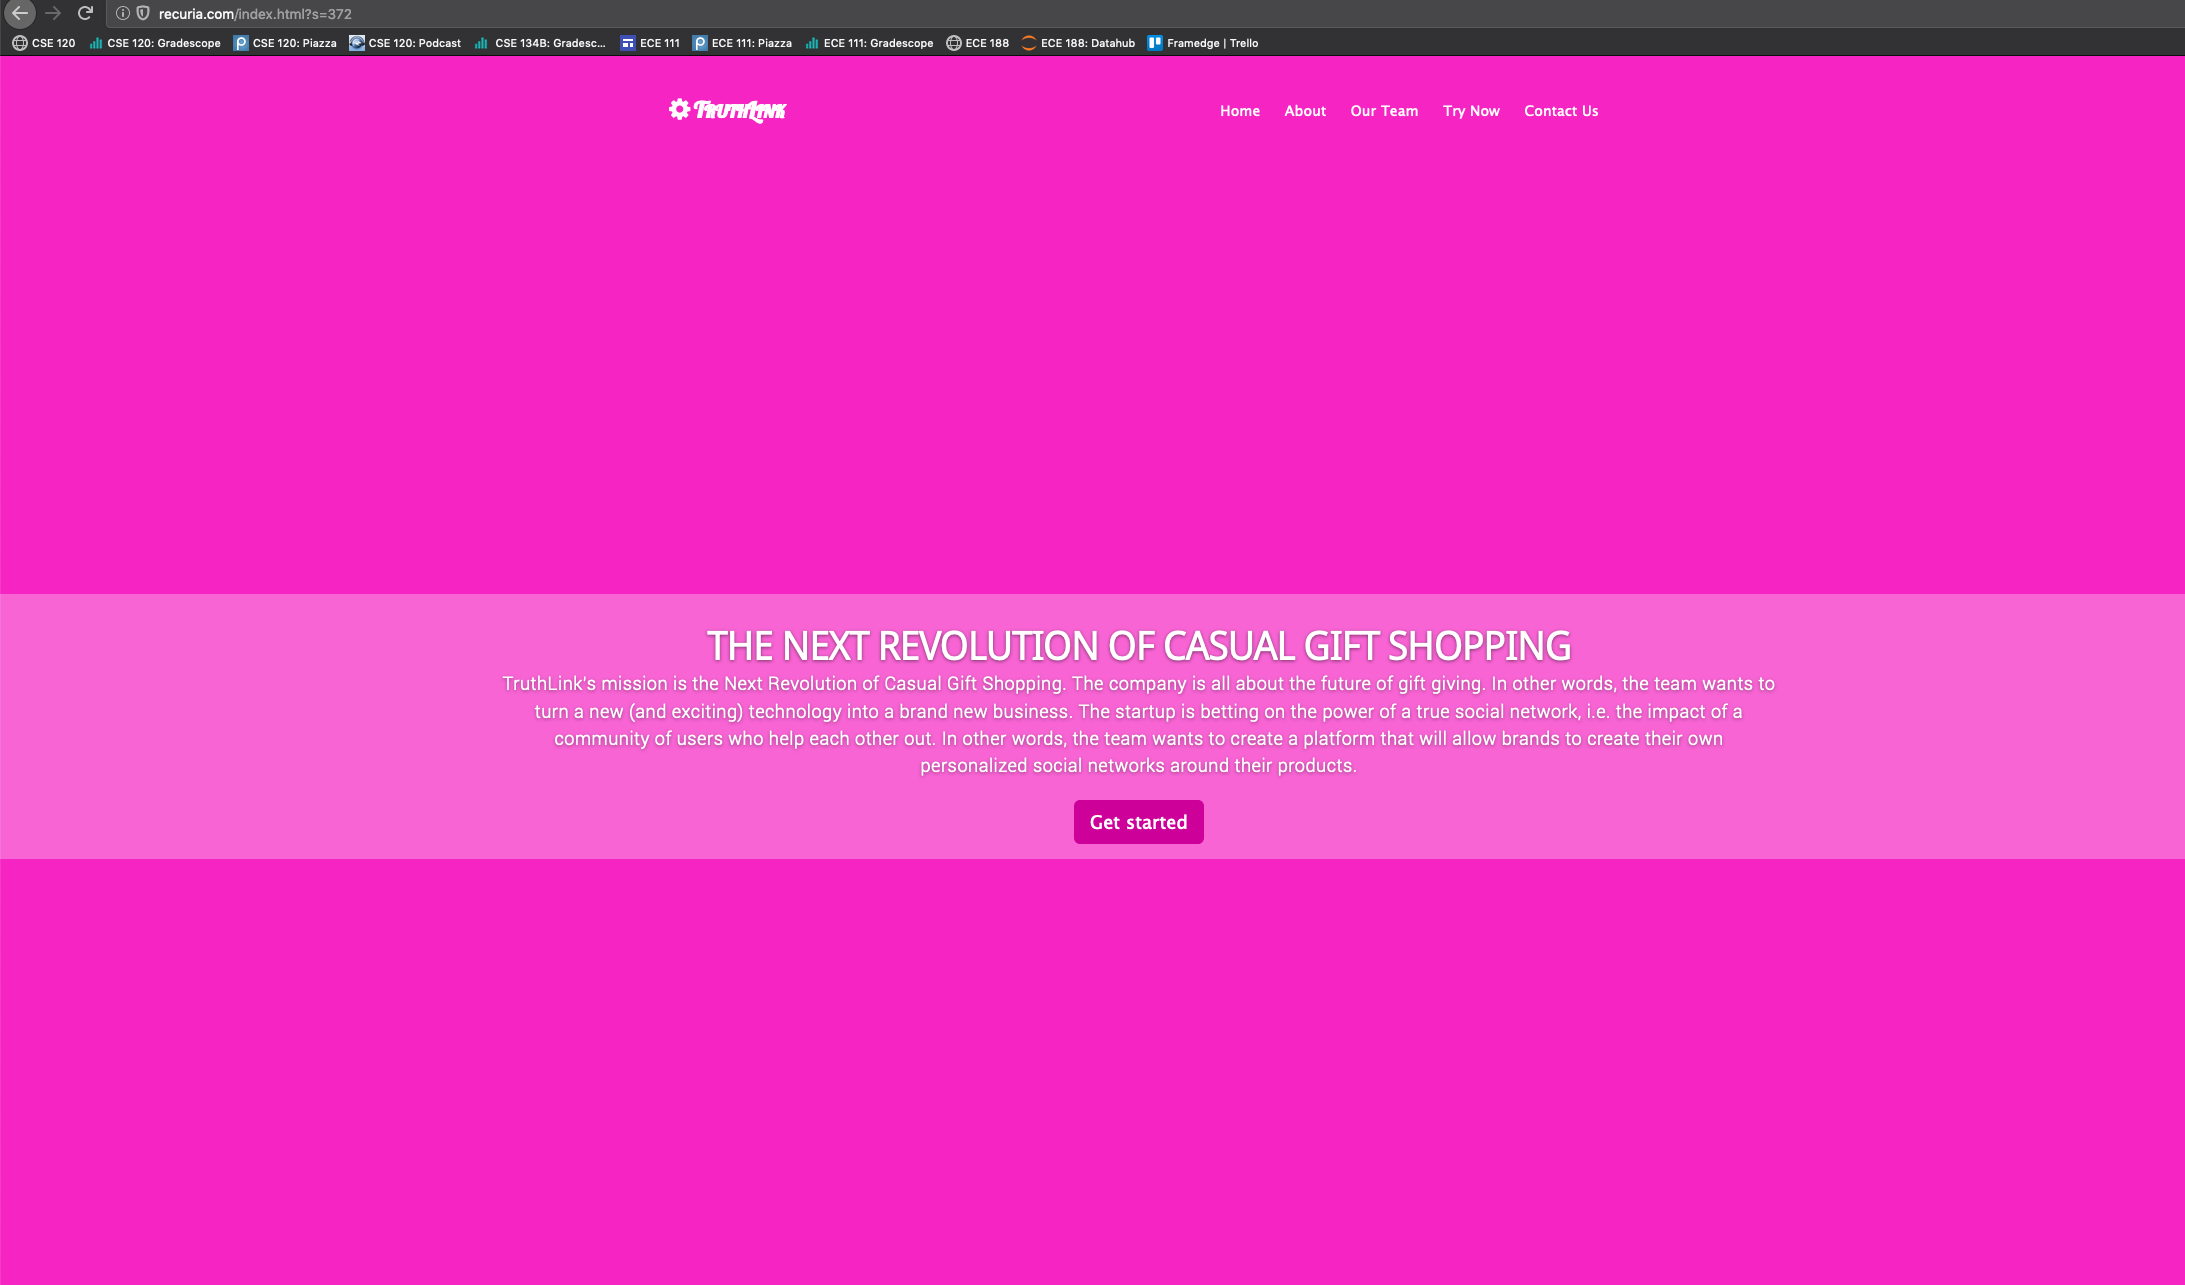 recuria.com/index.html?s=372
CSE 120 CSE 120: Gradescope CSE 120: Piazza CSE 120: Podcast CSE 134B: Gradesc... ECE 111 ECE 111: Piazza ECE 111: Gradescope ECE 188 ECE 188: Datahub Framedge | Trello
TruthLink Home About Our Team Try Now Contact Us
THE NEXT REVOLUTION OF CASUAL GIFT SHOPPING
TruthLink's mission is the Next Revolution of Casual Gift Shopping. The company is all about the future of gift giving. In other words, the team wants to
turn a new (and exciting) technology into a brand new business. The startup is betting on the power of a true social network, i.e. the impact of a
community of users who help each other out. In other words, the team wants to create a platform that will allow brands to create their own
personalized social networks around their products.
Get started